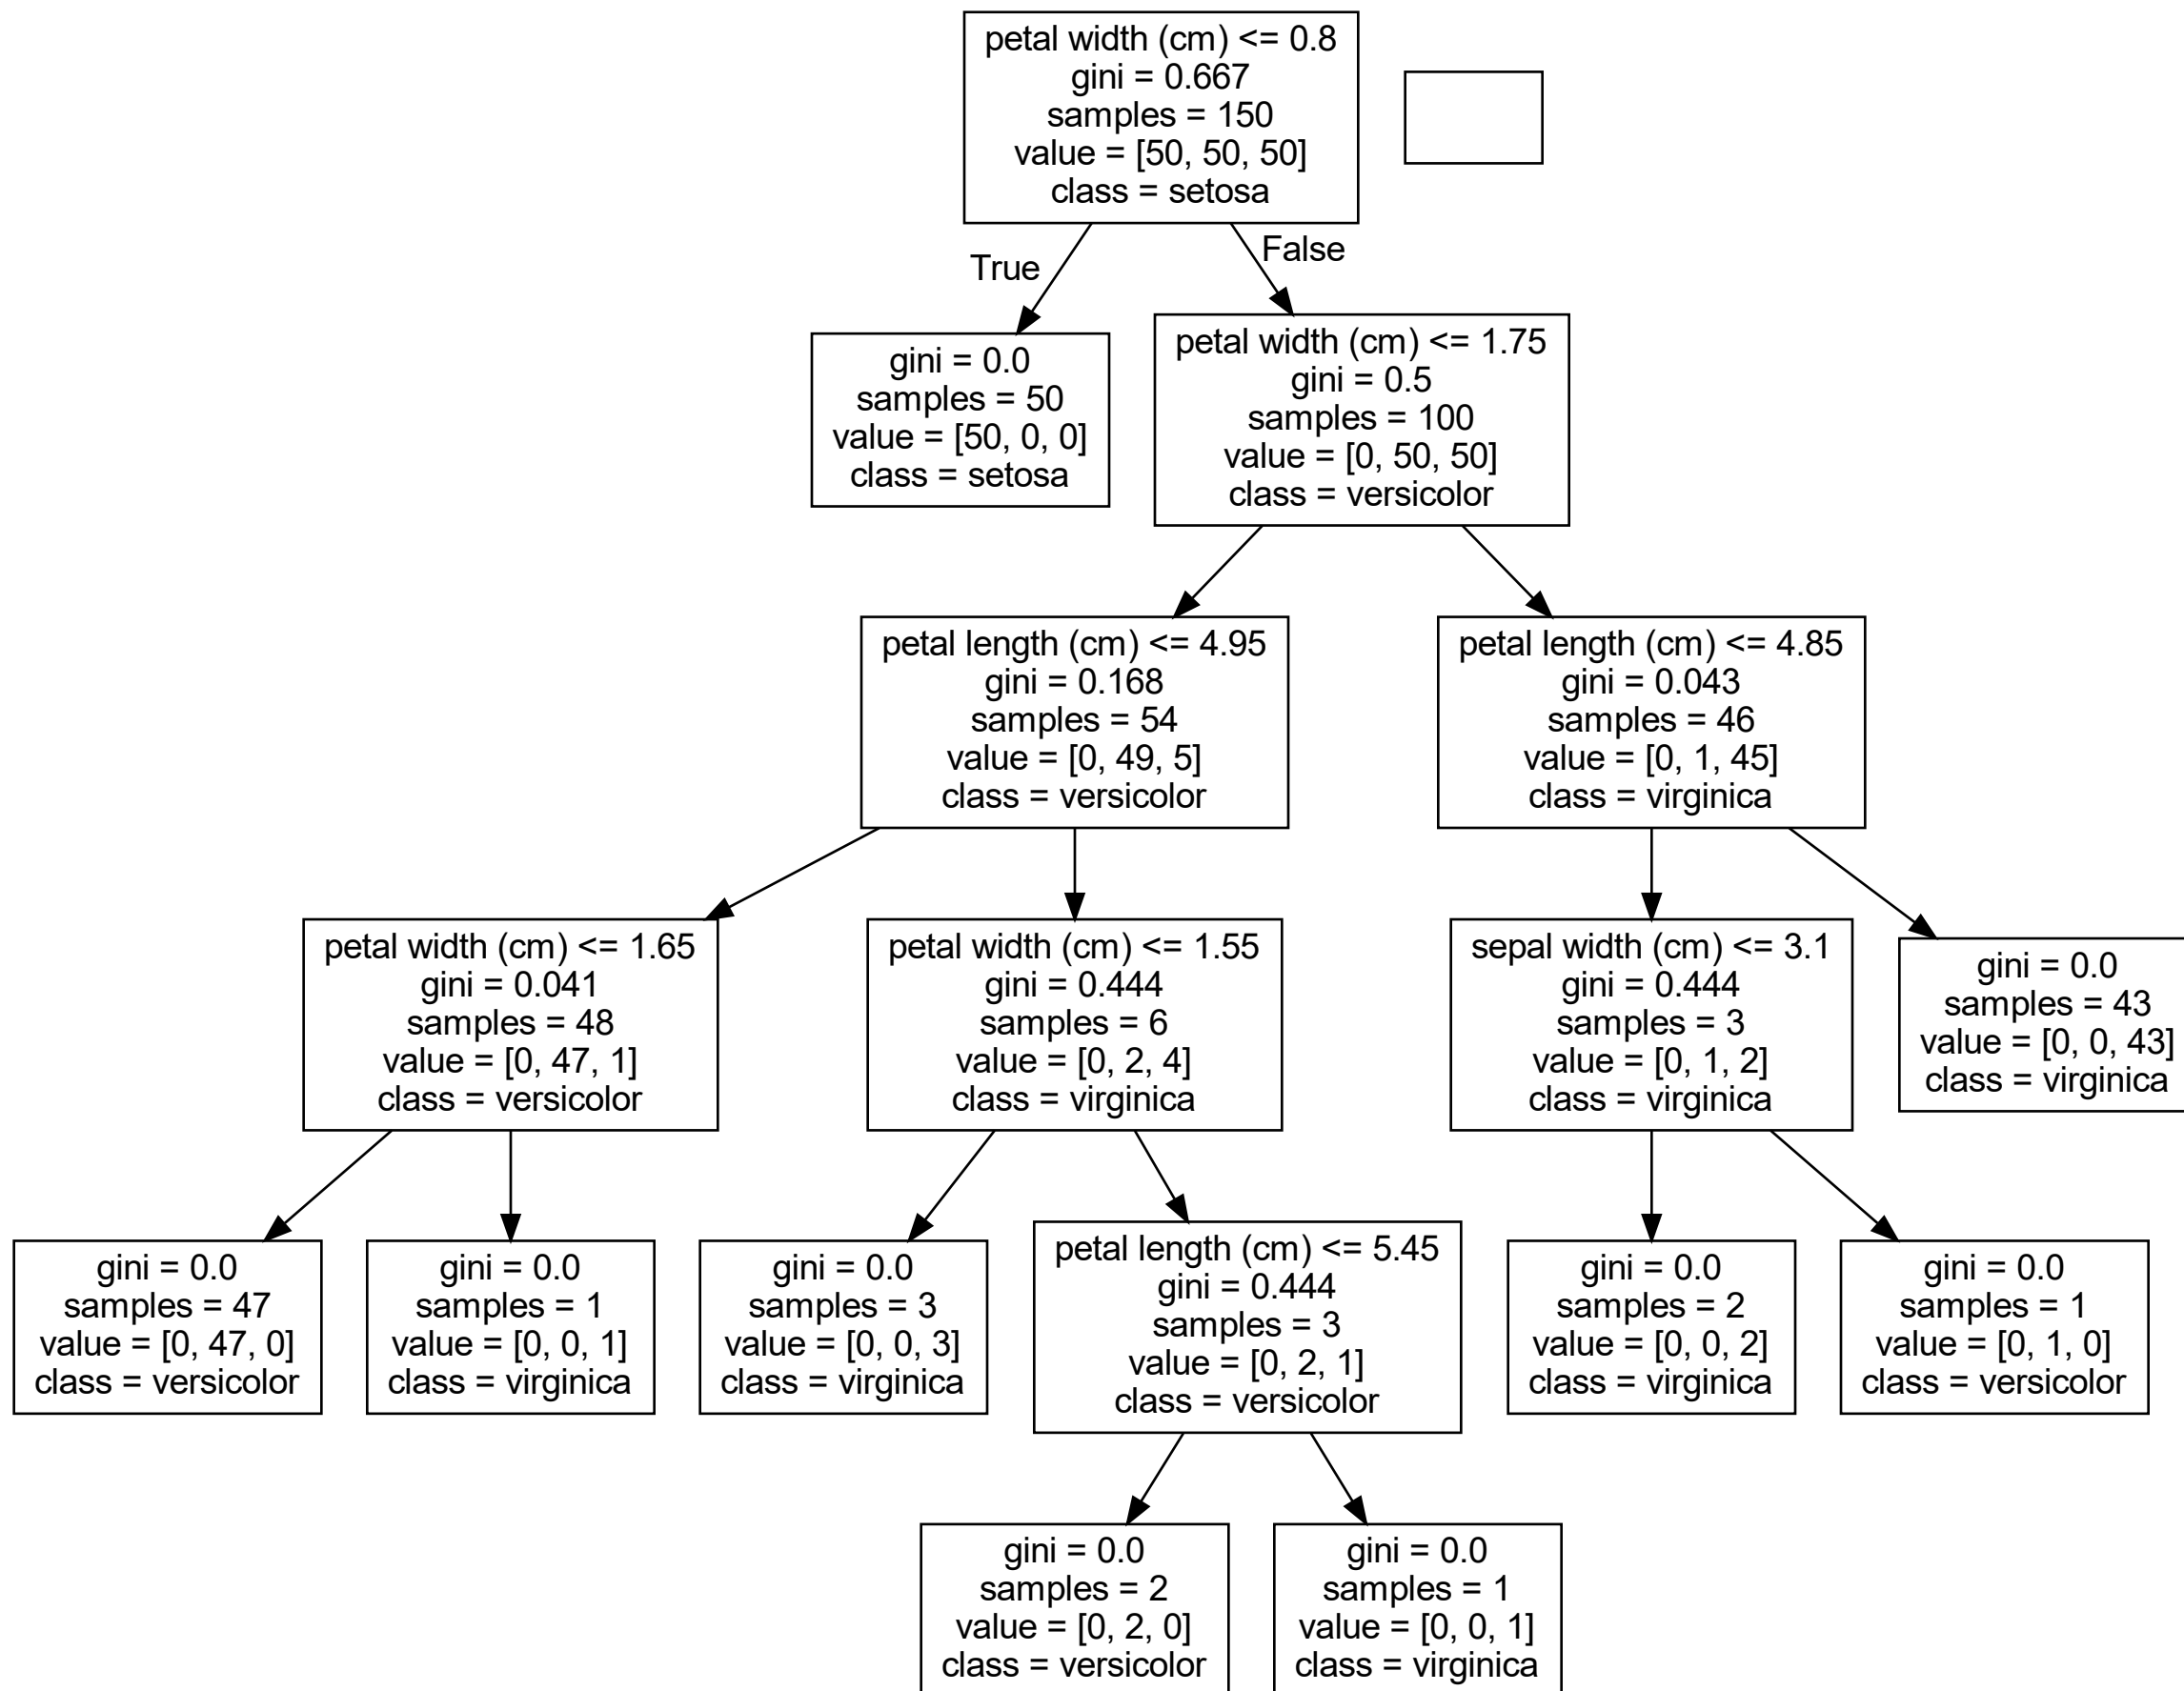 petal width (cm) <= 0.8
gini = 0.667
samples = 150
value = [50, 50, 50]
class = setosa
True
False
gini = 0.0
samples = 50
value = [50, 0, 0]
class = setosa
petal width (cm) <= 1.75
gini = 0.5
samples = 100
value = [0, 50, 50]
class = versicolor
petal length (cm) <= 4.95
gini = 0.168
samples = 54
value = [0, 49, 5]
class = versicolor
petal length (cm) <= 4.85
gini = 0.043
samples = 46
value = [0, 1, 45]
class = virginica
petal width (cm) <= 1.65
gini = 0.041
samples = 48
value = [0, 47, 1]
class = versicolor
petal width (cm) <= 1.55
gini = 0.444
samples = 6
value = [0, 2, 4]
class = virginica
sepal width (cm) <= 3.1
gini = 0.444
samples = 3
value = [0, 1, 2]
class = virginica
gini = 0.0
samples = 43
value = [0, 0, 43]
class = virginica
gini = 0.0
samples = 47
value = [0, 47, 0]
class = versicolor
gini = 0.0
samples = 1
value = [0, 0, 1]
class = virginica
gini = 0.0
samples = 3
value = [0, 0, 3]
class = virginica
petal length (cm) <= 5.45
gini = 0.444
samples = 3
value = [0, 2, 1]
class = versicolor
gini = 0.0
samples = 2
value = [0, 0, 2]
class = virginica
gini = 0.0
samples = 1
value = [0, 1, 0]
class = versicolor
gini = 0.0
samples = 2
value = [0, 2, 0]
class = versicolor
gini = 0.0
samples = 1
value = [0, 0, 1]
class = virginica